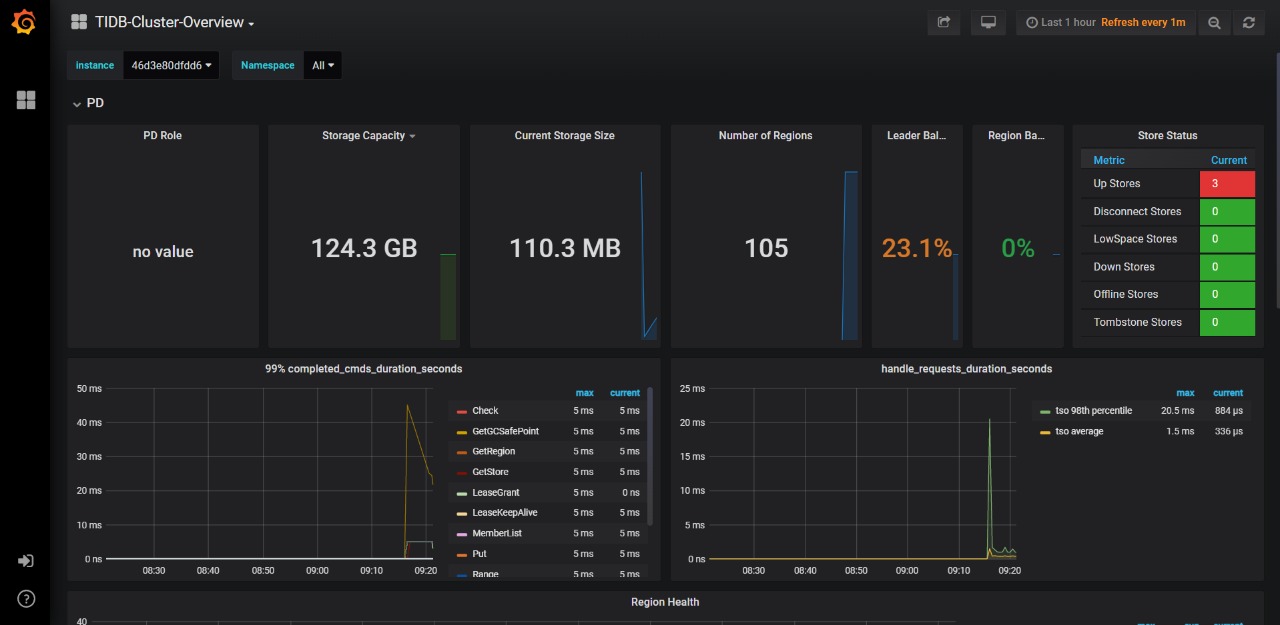 TIDB-Cluster-Overview
Last 1 hour Refresh every 1m
instance 46d3e80dfdd6 Namespace All
PD
PD Role
no value
Storage Capacity
124.3 GB
Current Storage Size
110.3 MB
Number of Regions
105
Leader Bal...
23.1%
Region Ba...
0%
Store Status
Metric Current
Up Stores 3
Disconnect Stores 0
LowSpace Stores 0
Down Stores 0
Offline Stores 0
Tombstone Stores 0
99% completed_cmds_duration_seconds
50 ms
40 ms
30 ms
20 ms
10 ms
0 ns
08:30 08:40 08:50 09:00 09:10 09:20
max current
Check 5 ms 5 ms
GetGCSafePoint 5 ms 5 ms
GetRegion 5 ms 5 ms
GetStore 5 ms 5 ms
LeaseGrant 5 ms 0 ns
LeaseKeepAlive 5 ms 5 ms
MemberList 5 ms 5 ms
Put 5 ms 5 ms
Range 5 ms 5 ms
handle_requests_duration_seconds
25 ms
20 ms
15 ms
10 ms
5 ms
0 ns
08:30 08:40 08:50 09:00 09:10 09:20
max current
tso 98th percentile 20.5 ms 884 µs
tso average 1.5 ms 336 µs
Region Health
40